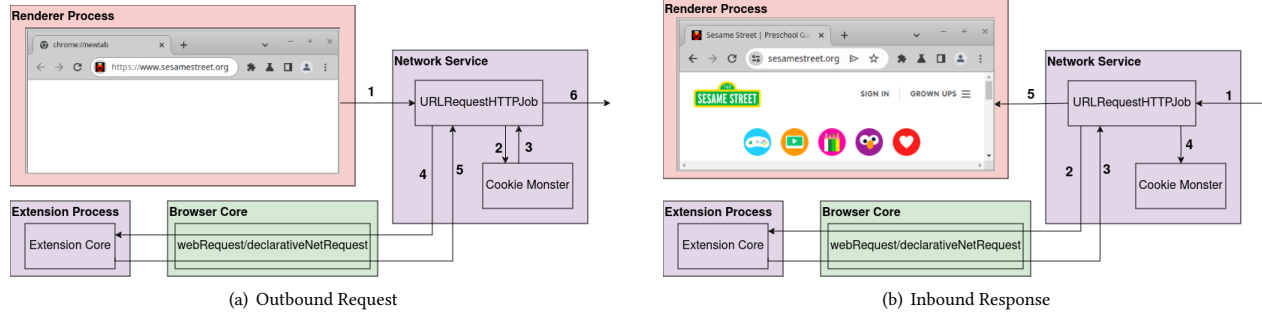 Renderer Process
chrome://newtab
https://www.sesamestreet.org
1
Network Service
URLRequestHTTPJob
6
2
3
4
5
Cookie Monster
Extension Process
Extension Core
Browser Core
webRequest/declarativeNetRequest
(a) Outbound Request
Renderer Process
Sesame Street | Preschool Ga
sesamestreet.org
SESAME STREET
SIGN IN
GROWN UPS
5
Network Service
URLRequestHTTPJob
1
2
3
4
Cookie Monster
Extension Process
Extension Core
Browser Core
webRequest/declarativeNetRequest
(b) Inbound Response